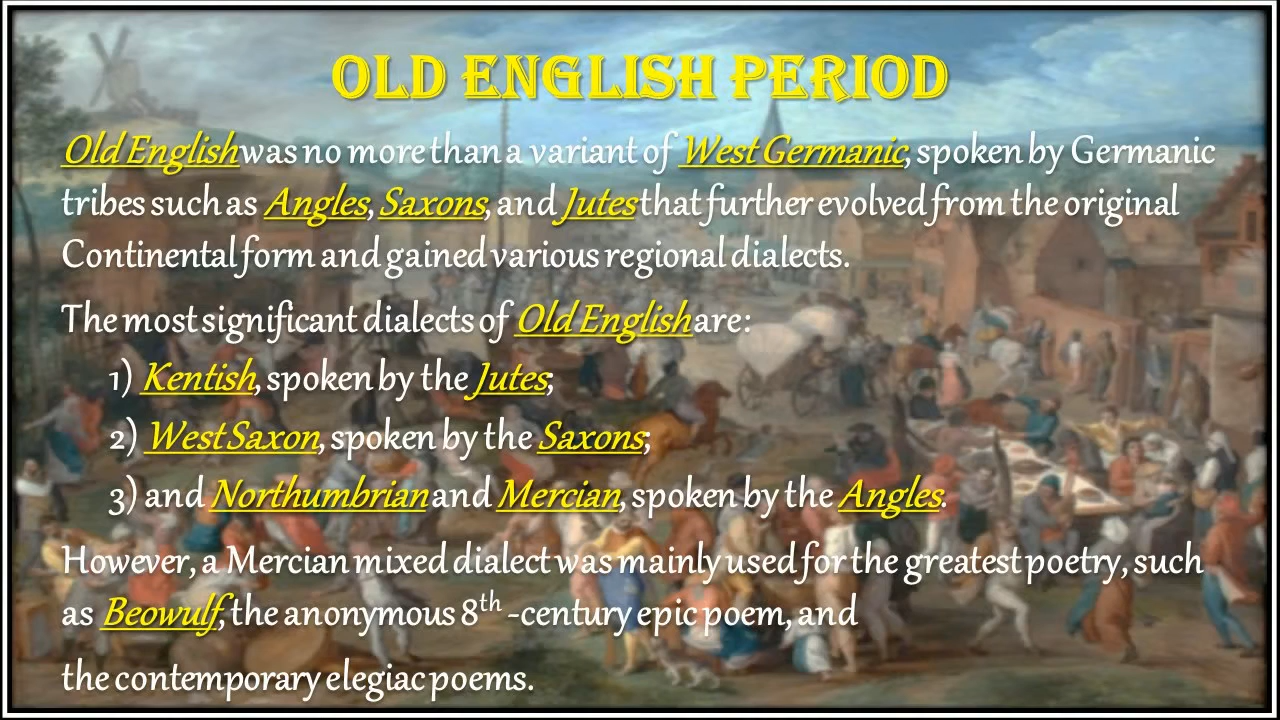 OLD ENGLISH PERIOD
Old English was no more than a variant of West Germanic, spoken by Germanic
tribes such as Angles, Saxons, and Jutes that further evolved from the original
Continental form and gained various regional dialects.
The most significant dialects of Old English are:
1) Kentish, spoken by the Jutes;
2) West Saxon, spoken by the Saxons;
3) and Northumbrian and Mercian, spoken by the Angles.
However, a Mercian mixed dialect was mainly used for the greatest poetry, such
as Beowulf, the anonymous 8th -century epic poem, and
the contemporary elegiac poems.